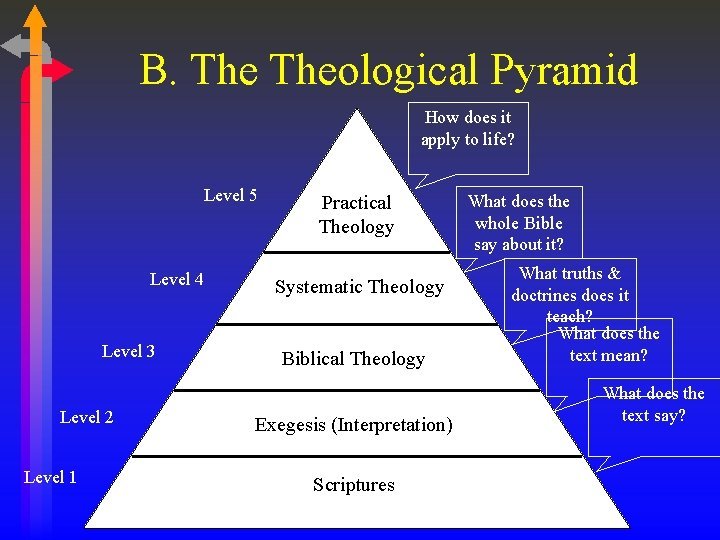 B. The Theological Pyramid
How does it
apply to life?
Level 5
Practical
Theology
What does the
whole Bible
say about it?
Level 4
Systematic Theology
What truths &
doctrines does it
teach?
Level 3
Biblical Theology
What does the
text mean?
Level 2
Exegesis (Interpretation)
What does the
text say?
Level 1
Scriptures